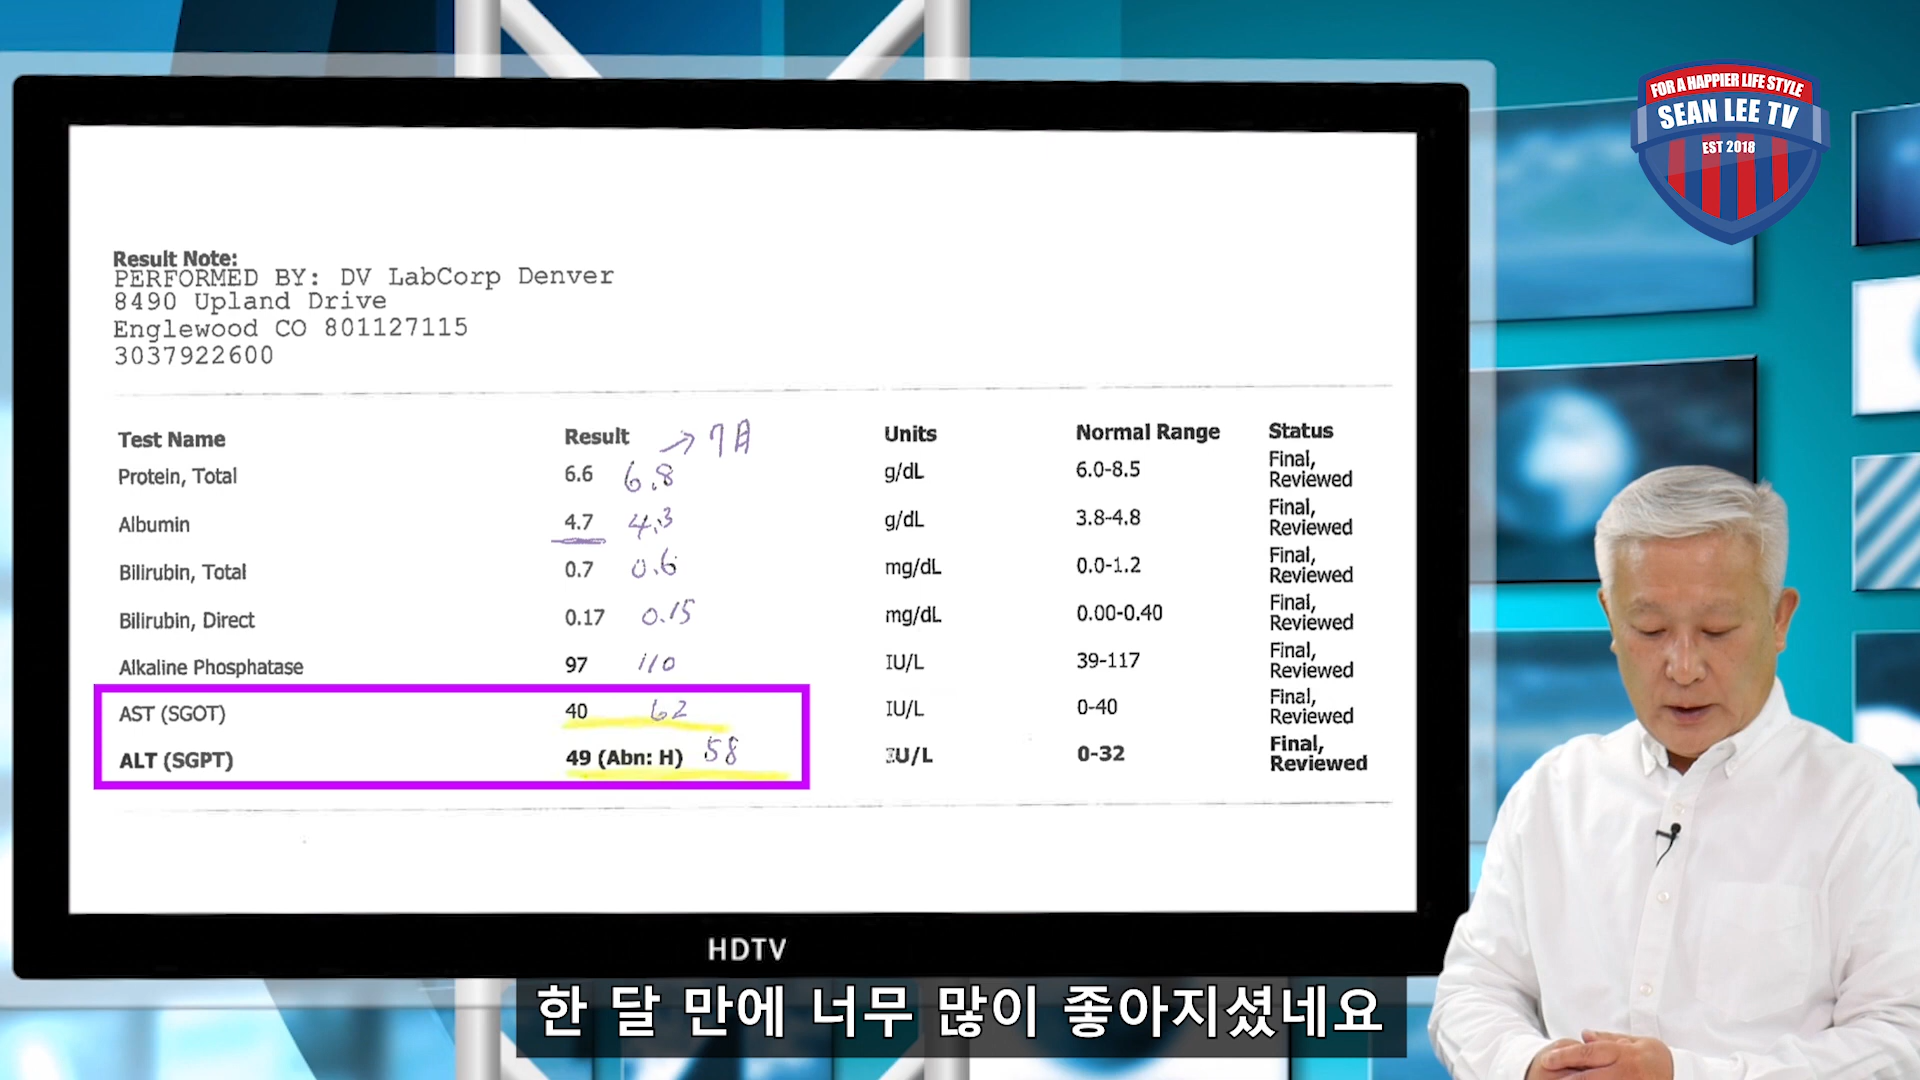 FOR A HAPPIER LIFE STYLE
SEAN LEE TV
EST 2018
Result Note:
PERFORMED BY: DV LabCorp Denver
8490 Upland Drive
Englewood CO 801127115
3037922600
→ 7月
Test Name Result Units Normal Range Status
Protein, Total 6.6 6.8 g/dL 6.0-8.5 Final, Reviewed
Albumin 4.7 4.3 g/dL 3.8-4.8 Final, Reviewed
Bilirubin, Total 0.7 0.6 mg/dL 0.0-1.2 Final, Reviewed
Bilirubin, Direct 0.17 0.15 mg/dL 0.00-0.40 Final, Reviewed
Alkaline Phosphatase 97 110 IU/L 39-117 Final, Reviewed
AST (SGOT) 40 62 IU/L 0-40 Final, Reviewed
ALT (SGPT) 49 (Abn: H) 58 IU/L 0-32 Final, Reviewed
HDTV
한 달 만에 너무 많이 좋아지셨네요